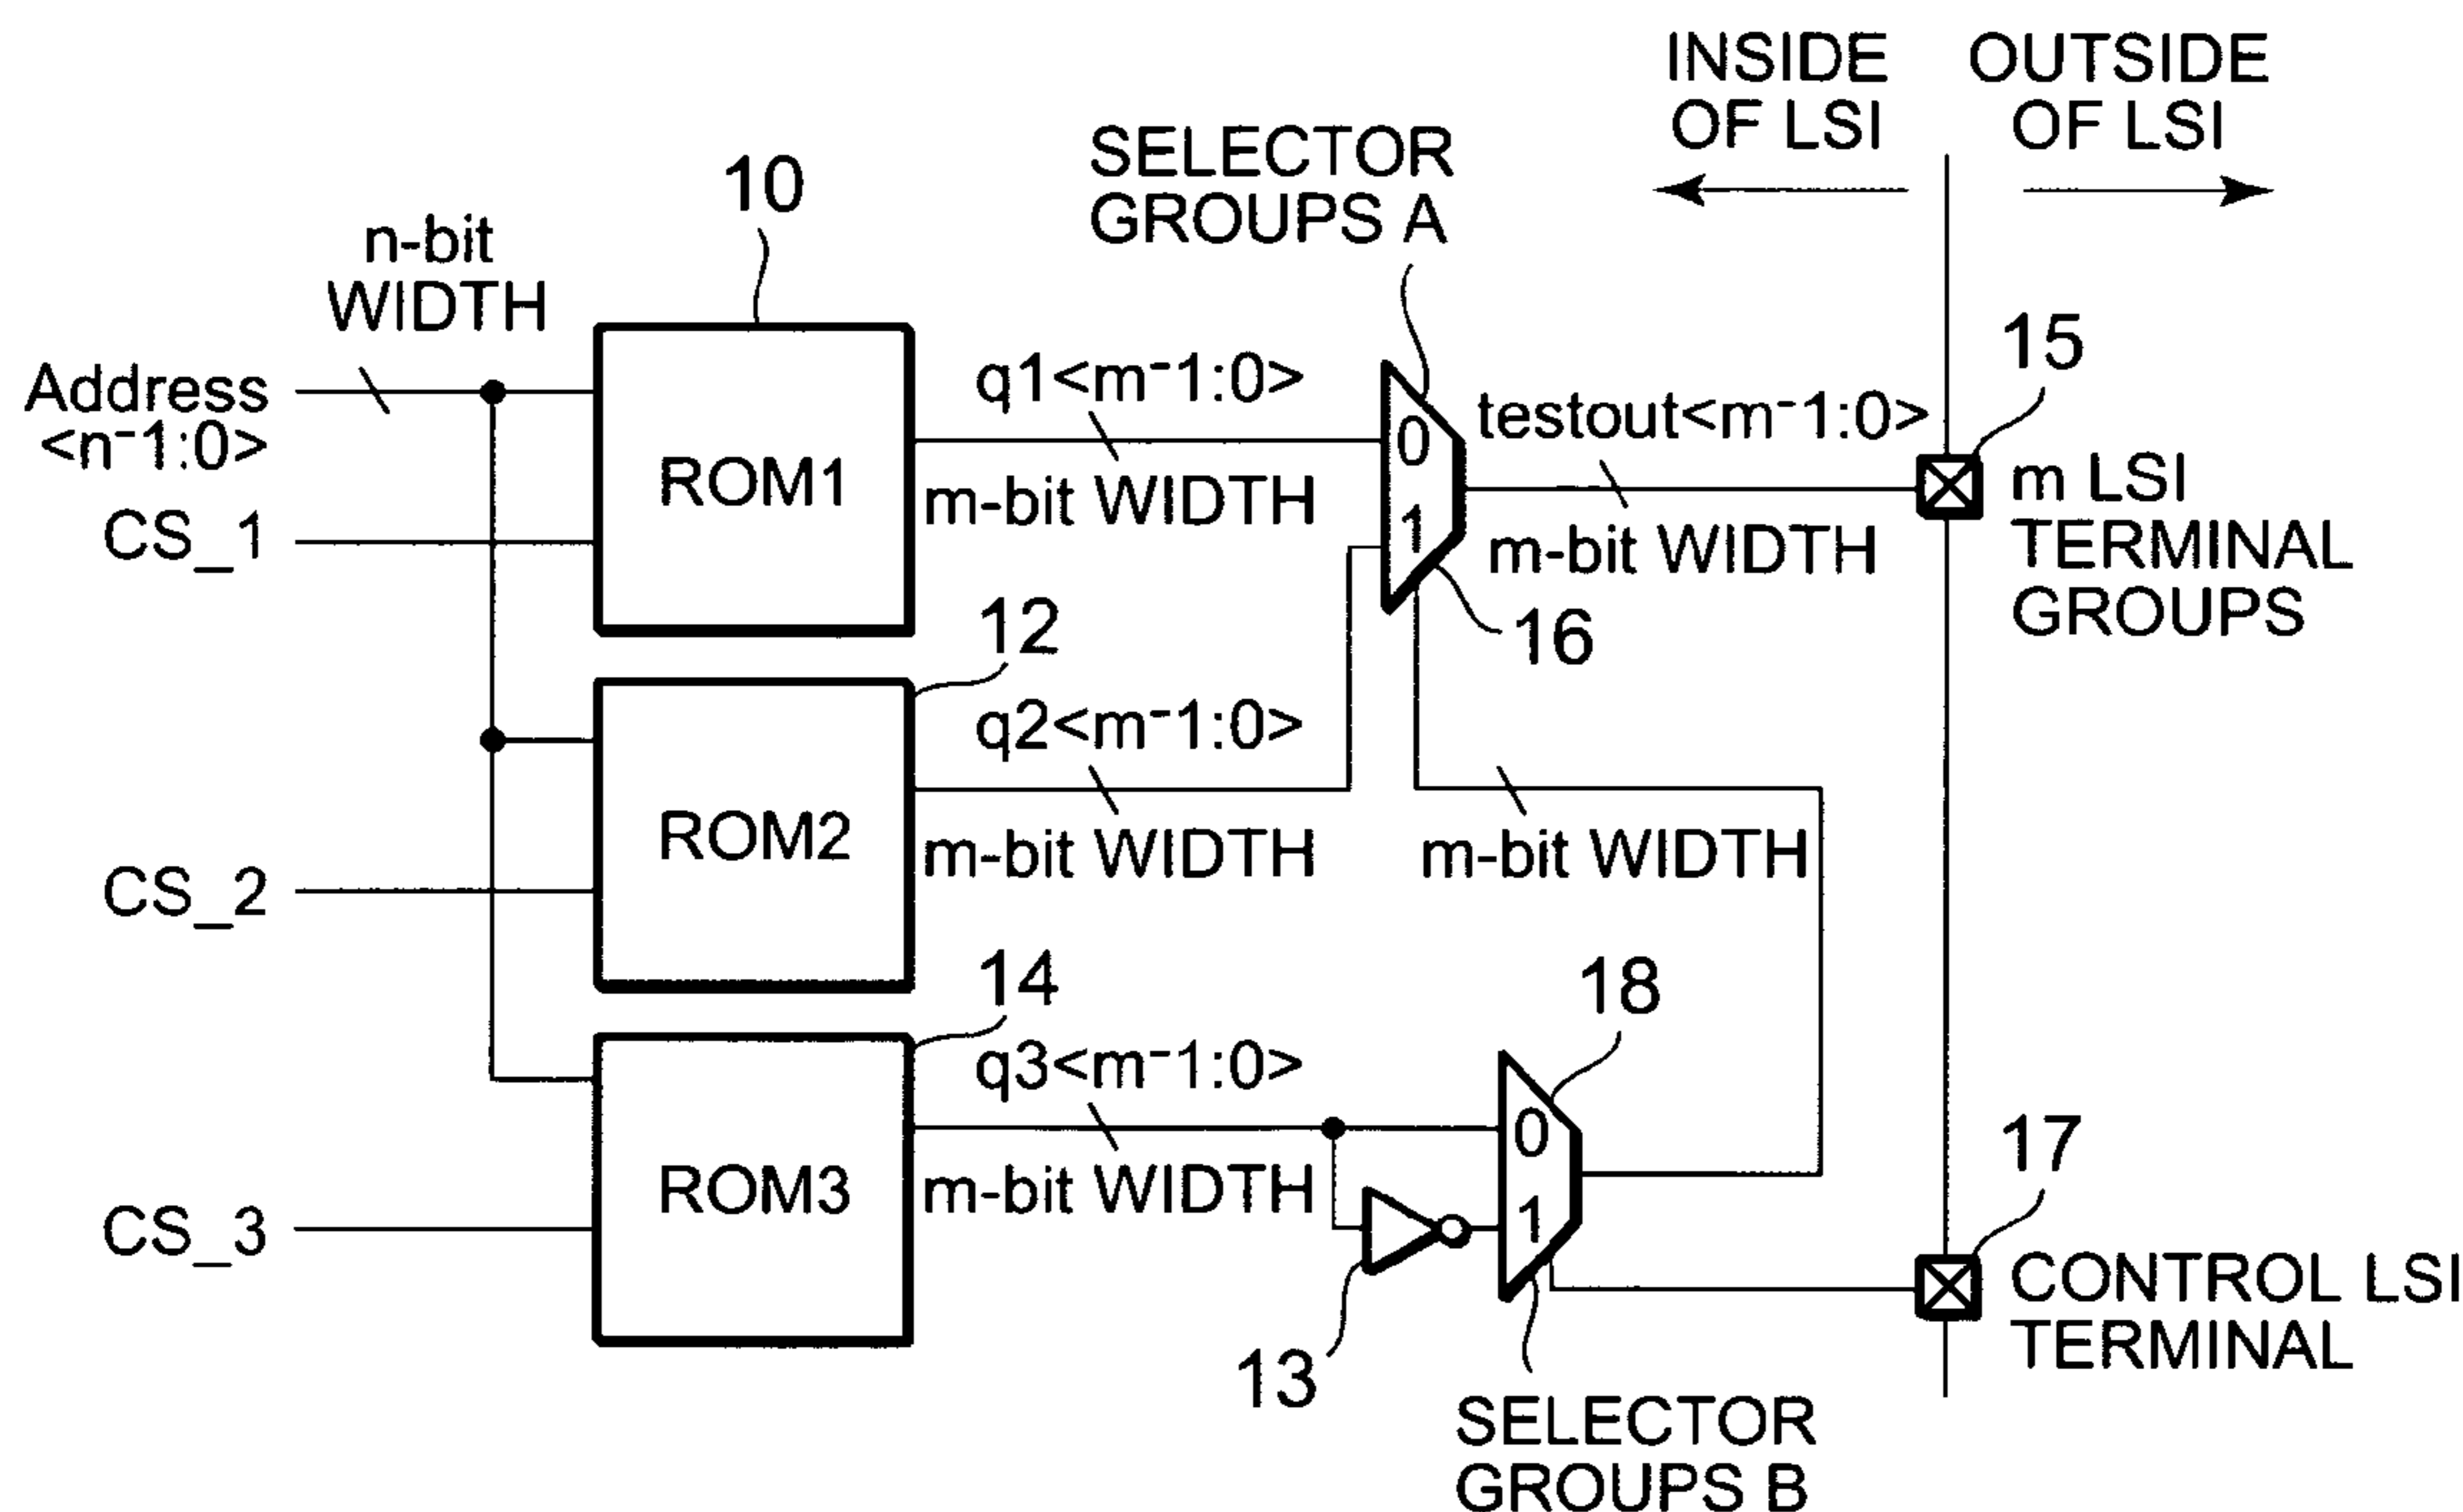 INSIDE
OF LSI
OUTSIDE
OF LSI
SELECTOR
GROUPS A
10
n-bit
WIDTH
Address
<n-1:0>
CS_1
ROM1
q1<m-1:0>
m-bit WIDTH
0
1
testout<m-1:0>
m-bit WIDTH
15
m LSI
TERMINAL
GROUPS
16
12
CS_2
ROM2
q2<m-1:0>
m-bit WIDTH
m-bit WIDTH
14
CS_3
ROM3
q3<m-1:0>
m-bit WIDTH
18
0
1
13
17
CONTROL LSI
TERMINAL
SELECTOR
GROUPS B